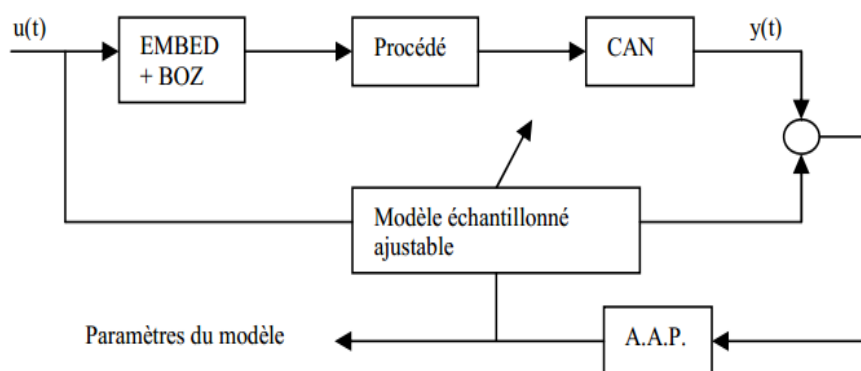 u(t)
EMBED
+ BOZ
Procédé
CAN
y(t)
Modèle échantillonné
ajustable
Paramètres du modèle
A.A.P.